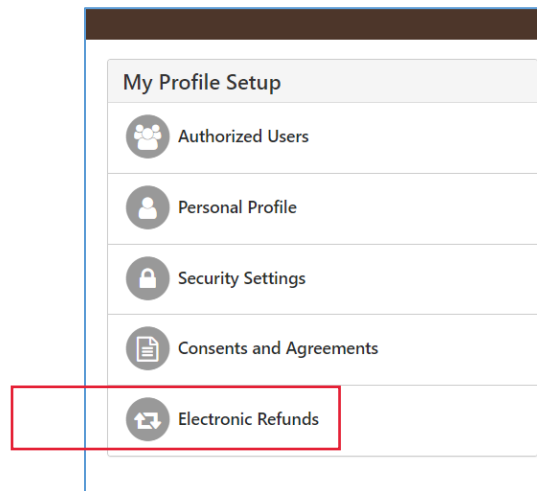 My Profile Setup
Authorized Users
Personal Profile
Security Settings
Consents and Agreements
Electronic Refunds